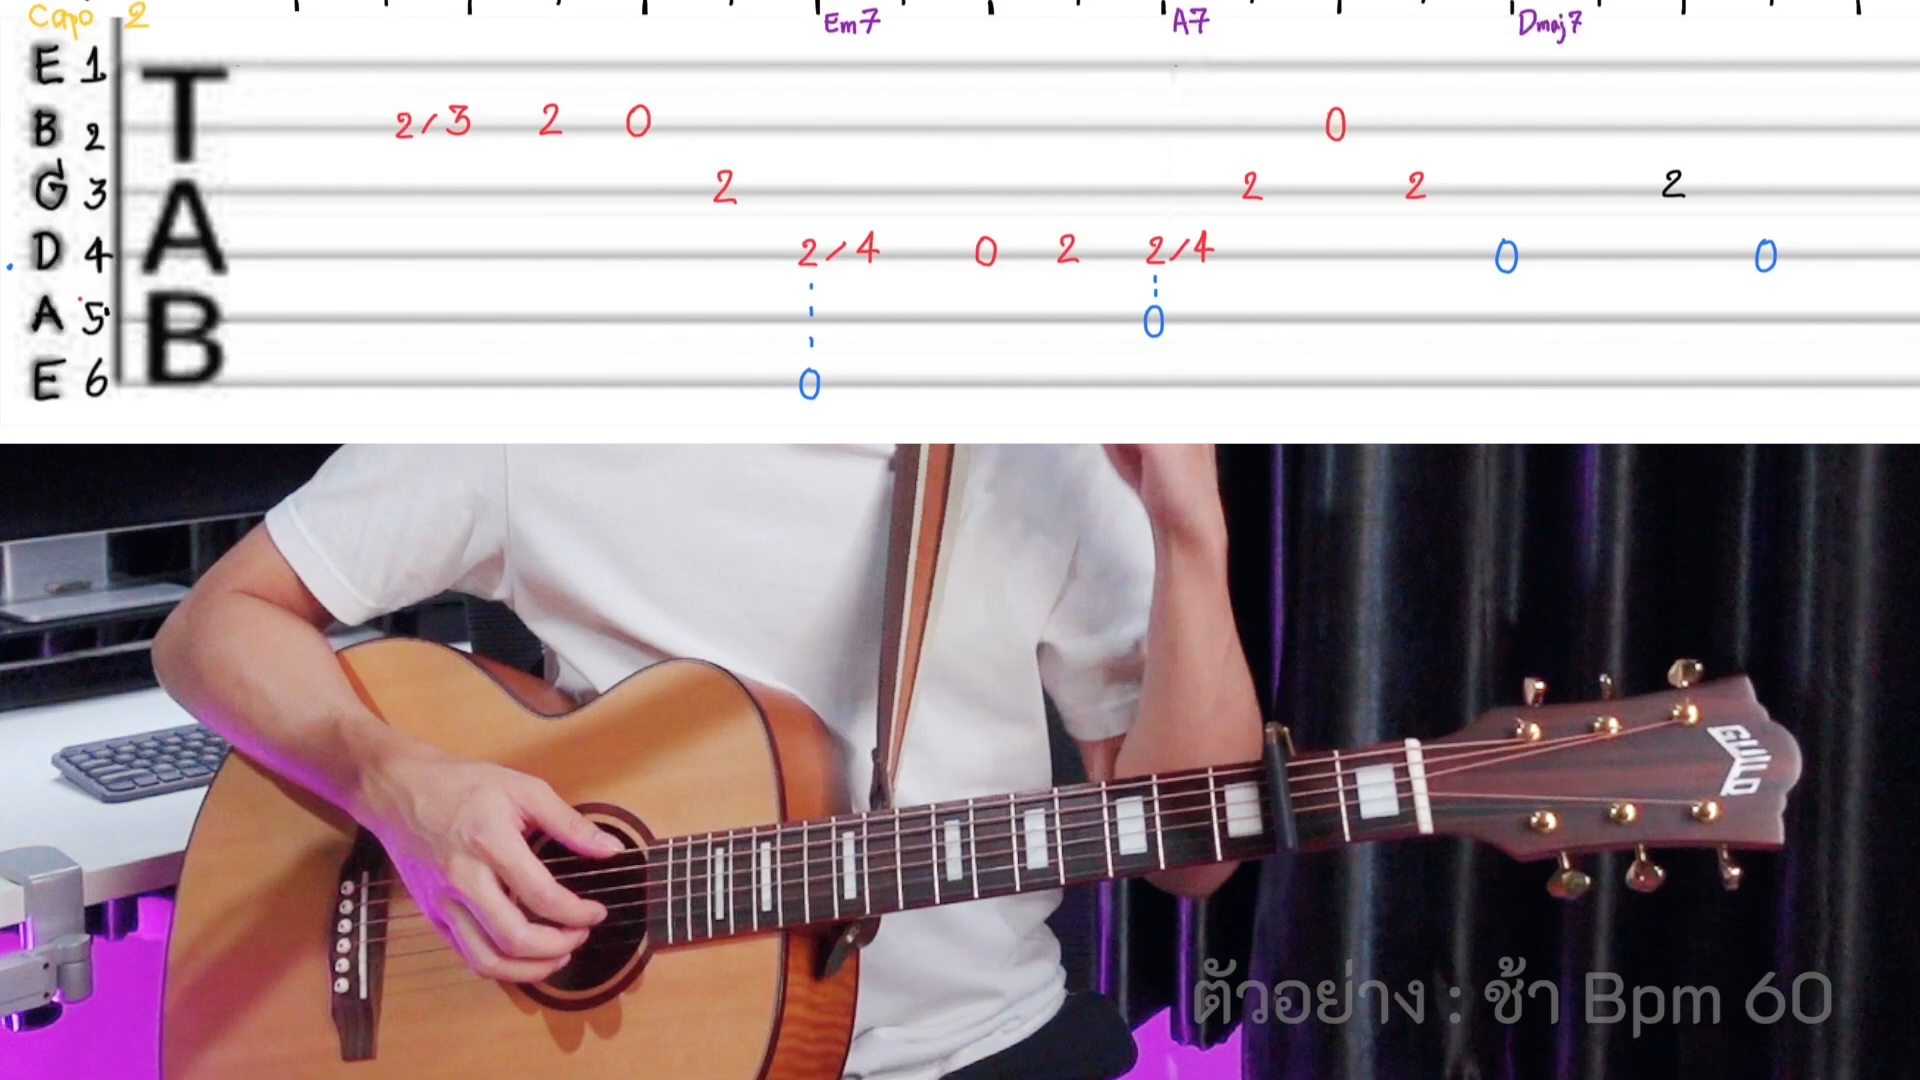 Capo 2 Em7 A7 Dmaj7
E 1
B 2 2/3 2 0 0
G 3 2 2 2 2
D 4 2/4 0 2 2/4 0 0
A 5 0
E 6 0
TAB
GUILD
ตัวอย่าง : ช้า Bpm 60